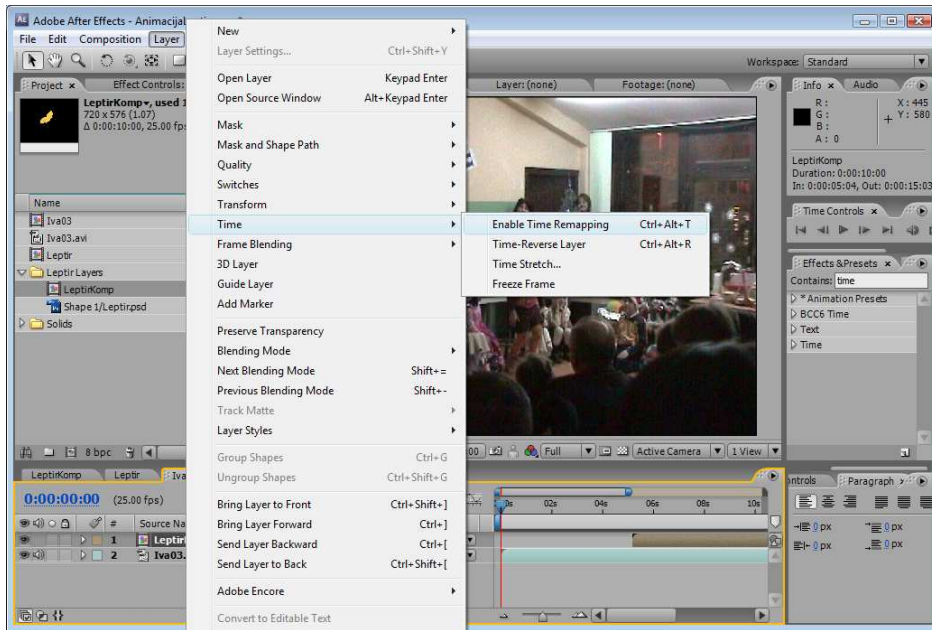 Adobe After Effects - Animacija
File Edit Composition Layer
Workspace: Standard
Project
Effect Controls:
LeptirKomp, used 1
720 x 576 (1.07)
Δ 0:00:10:00, 25.00 fps
Name
Iva03
Iva03.avi
Leptir
Leptir Layers
LeptirKomp
Shape 1/Leptir.psd
Solids
8 bpc
New
Layer Settings... Ctrl+Shift+Y
Open Layer Keypad Enter
Open Source Window Alt+Keypad Enter
Mask
Mask and Shape Path
Quality
Switches
Transform
Time
Frame Blending
3D Layer
Guide Layer
Add Marker
Preserve Transparency
Blending Mode
Next Blending Mode Shift+=
Previous Blending Mode Shift+-
Track Matte
Layer Styles
Group Shapes Ctrl+G
Ungroup Shapes Ctrl+Shift+G
Bring Layer to Front Ctrl+Shift+]
Bring Layer Forward Ctrl+]
Send Layer Backward Ctrl+[
Send Layer to Back Ctrl+Shift+[
Adobe Encore
Convert to Editable Text
Enable Time Remapping Ctrl+Alt+T
Time-Reverse Layer Ctrl+Alt+R
Time Stretch...
Freeze Frame
Layer: (none)
Footage: (none)
Full
Active Camera
1 View
Info
Audio
R:
G:
B:
A: 0
X: 445
Y: 580
LeptirKomp
Duration: 0:00:10:00
In: 0:00:05:04, Out: 0:00:15:03
Time Controls
Effects &Presets
Contains: time
* Animation Presets
BCC6 Time
Text
Time
LeptirKomp
Leptir
Iva
0:00:00:00 (25.00 fps)
# Source Na
1 Lepti
2 Iva03.
02s 04s 06s 08s 10s
ontrols
Paragraph
0 px 0 px
0 px 0 px